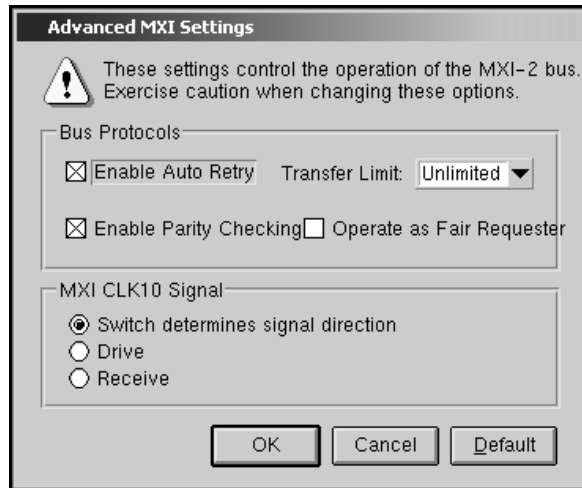 Advanced MXI Settings
These settings control the operation of the MXI-2 bus.
Exercise caution when changing these options.
Bus Protocols
Enable Auto Retry Transfer Limit: Unlimited
Enable Parity Checking Operate as Fair Requester
MXI CLK10 Signal
Switch determines signal direction
Drive
Receive
OK Cancel Default